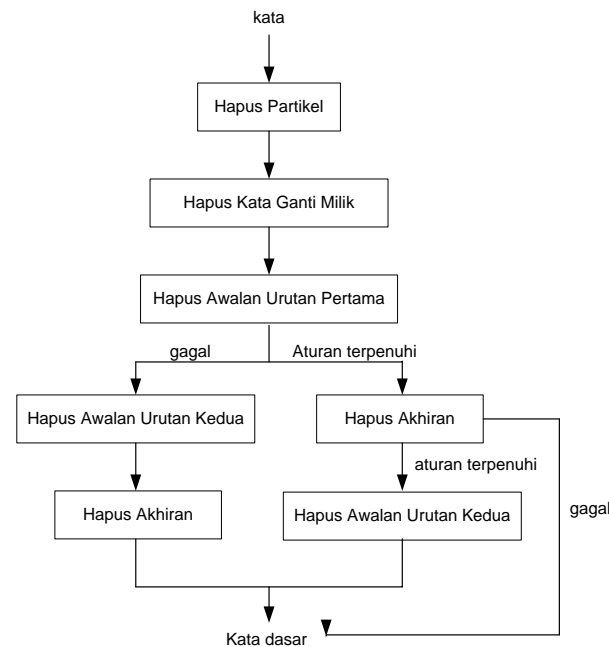 kata
Hapus Partikel
Hapus Kata Ganti Milik
Hapus Awalan Urutan Pertama
gagal
Aturan terpenuhi
Hapus Awalan Urutan Kedua
Hapus Akhiran
aturan terpenuhi
Hapus Akhiran
Hapus Awalan Urutan Kedua
gagal
Kata dasar